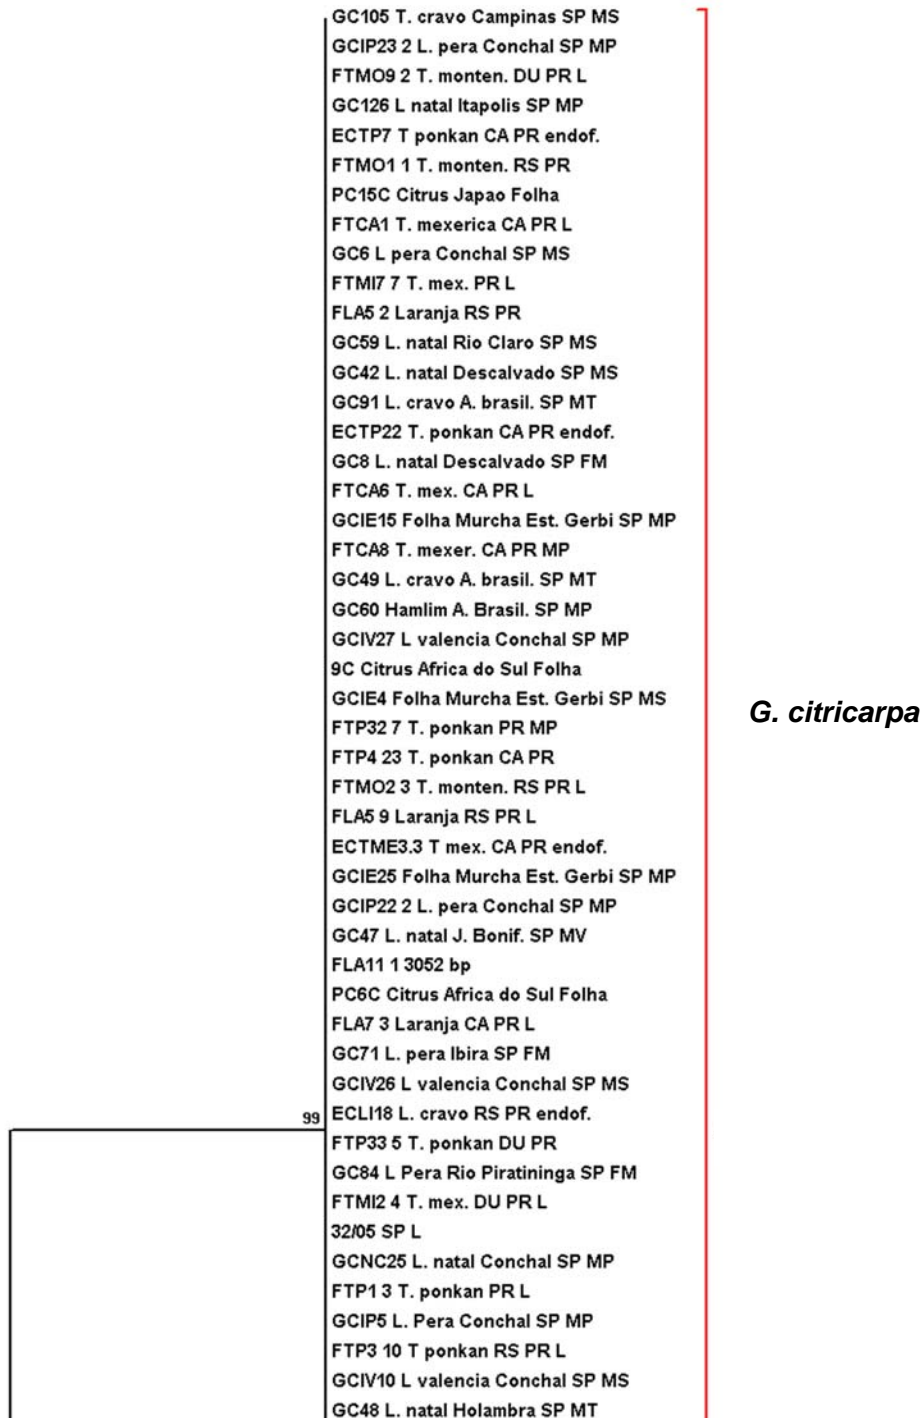 GC105 T. cravo Campinas SP MS
GCIP23 2 L. pera Conchal SP MP
FTMO9 2 T. monten. DU PR L
GC126 L natal Itapolis SP MP
ECTP7 T ponkan CA PR endof.
FTMO1 1 T. monten. RS PR
PC15C Citrus Japao Folha
FTCA1 T. mexerica CA PR L
GC6 L pera Conchal SP MS
FTMI7 7 T. mex. PR L
FLA5 2 Laranja RS PR
GC59 L. natal Rio Claro SP MS
GC42 L. natal Descalvado SP MS
GC91 L. cravo A. brasil. SP MT
ECTP22 T. ponkan CA PR endof.
GC8 L. natal Descalvado SP FM
FTCA6 T. mex. CA PR L
GCIE15 Folha Murcha Est. Gerbi SP MP
FTCA8 T. mexer. CA PR MP
GC49 L. cravo A. brasil. SP MT
GC60 Hamlim A. Brasil. SP MP
GCIV27 L valencia Conchal SP MP
9C Citrus Africa do Sul Folha
GCIE4 Folha Murcha Est. Gerbi SP MS
G. citricarpa
FTP32 7 T. ponkan PR MP
FTP4 23 T. ponkan CA PR
FTMO2 3 T. monten. RS PR L
FLA5 9 Laranja RS PR L
ECTME3.3 T mex. CA PR endof.
GCIE25 Folha Murcha Est. Gerbi SP MP
GCIP22 2 L. pera Conchal SP MP
GC47 L. natal J. Bonif. SP MV
FLA11 1 3052 bp
PC6C Citrus Africa do Sul Folha
FLA7 3 Laranja CA PR L
GC71 L. pera Ibira SP FM
GCIV26 L valencia Conchal SP MS
99
ECLI18 L. cravo RS PR endof.
FTP33 5 T. ponkan DU PR
GC84 L Pera Rio Piratininga SP FM
FTMI2 4 T. mex. DU PR L
32/05 SP L
GCNC25 L. natal Conchal SP MP
FTP1 3 T. ponkan PR L
GCIP5 L. Pera Conchal SP MP
FTP3 10 T ponkan RS PR L
GCIV10 L valencia Conchal SP MS
GC48 L. natal Holambra SP MT